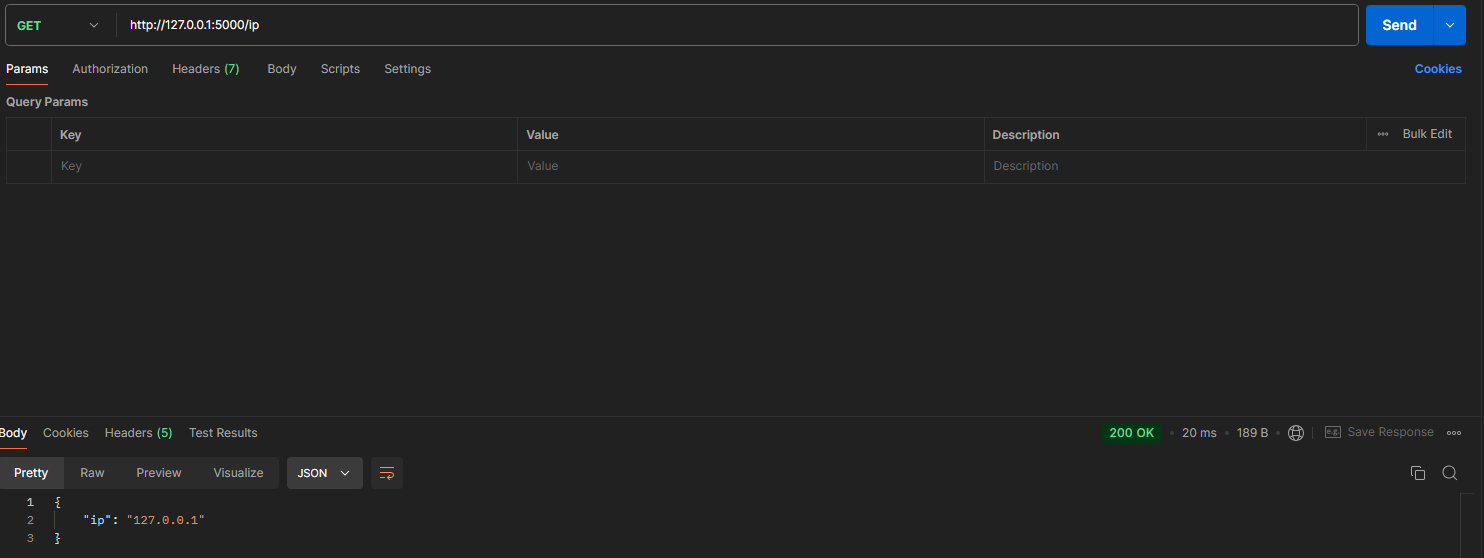 GET http://127.0.0.1:5000/ip Send
Params Authorization Headers (7) Body Scripts Settings Cookies
Query Params
Key Value Description Bulk Edit
Key Value Description
Body Cookies Headers (5) Test Results 200 OK 20 ms 189 B e.g. Save Response
Pretty Raw Preview Visualize JSON
1 {
2 "ip": "127.0.0.1"
3 }